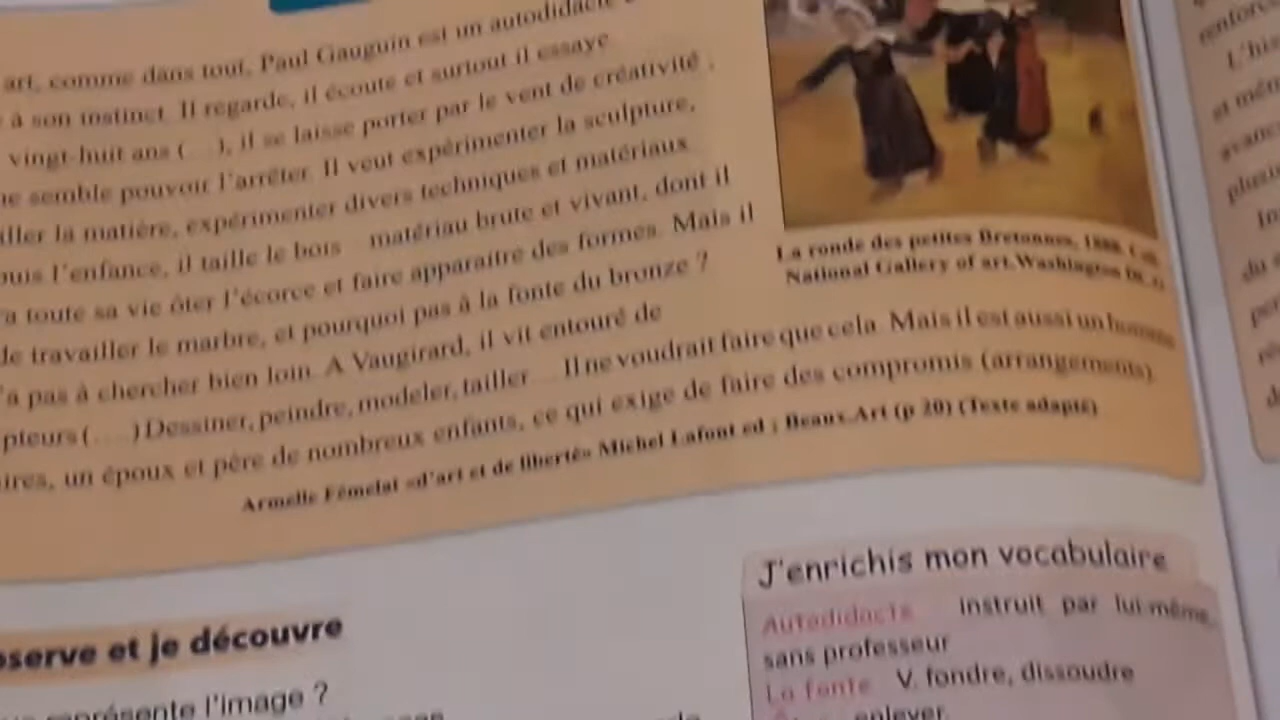 art, comme dans tout, Paul Gauguin est un autodidacte
à son instinct. Il regarde, il écoute et surtout il essaye
vingt-huit ans (...), il se laisse porter par le vent de créativité
ne semble pouvoir l'arrêter. Il veut expérimenter la sculpture,
la matière, expérimenter divers techniques et matériaux
l'enfance, il taille le bois matériau brute et vivant, dont il
toute sa vie ôter l'écorce et faire apparaître des formes. Mais il
de travailler le marbre, et pourquoi pas à la fonte du bronze ?
pas à chercher bien loin. A Vaugirard, il vit entouré de
(...) Dessiner, peindre, modeler, tailler ... Il ne voudrait faire que cela. Mais il est aussi un
un époux et père de nombreux enfants, ce qui exige de faire des compromis (arrangements).
Armelle Fémelat «d'art et de liberté» Michel Lafont ed ; Beaux.Art (p 20) (Texte adapté)
La ronde des petites Bretonnes, 1888.
National Gallery of art, Washington
et je découvre
représente l'image ?
J'enrichis mon vocabulaire
Autodidacte instruit par lui-même,
sans professeur
La fonte V. fondre, dissoudre
enlever